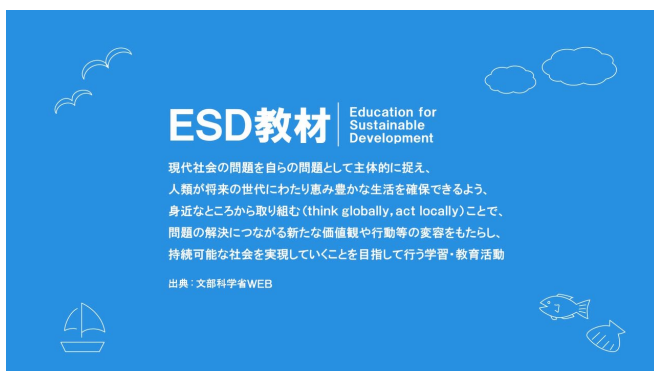 ESD教材
Education for
Sustainable
Development
現代社会の問題を自らの問題として主体的に捉え、
人類が将来の世代にわたり恵み豊かな生活を確保できるよう、
身近なところから取り組む(think globally,act locally)ことで、
問題の解決につながる新たな価値観や行動等の変容をもたらし、
持続可能な社会を実現していくことを目指して行う学習・教育活動
出典:文部科学省WEB